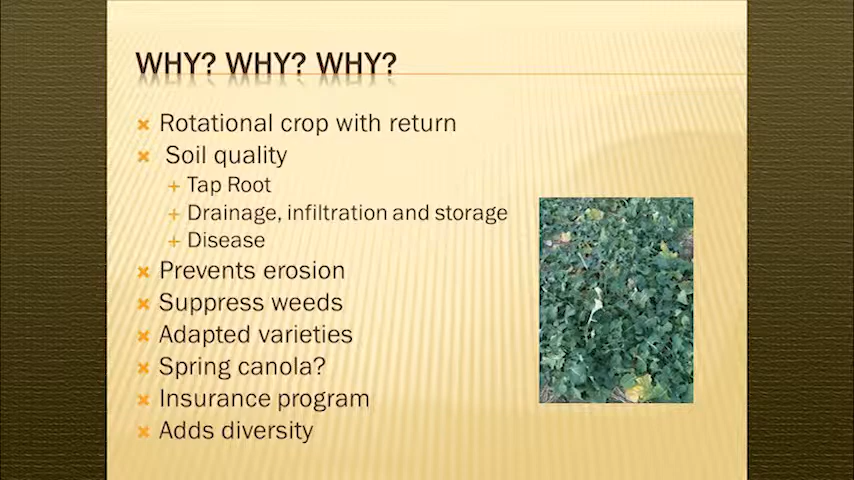 WHY? WHY? WHY?
Rotational crop with return
Soil quality
Tap Root
Drainage, infiltration and storage
Disease
Prevents erosion
Suppress weeds
Adapted varieties
Spring canola?
Insurance program
Adds diversity